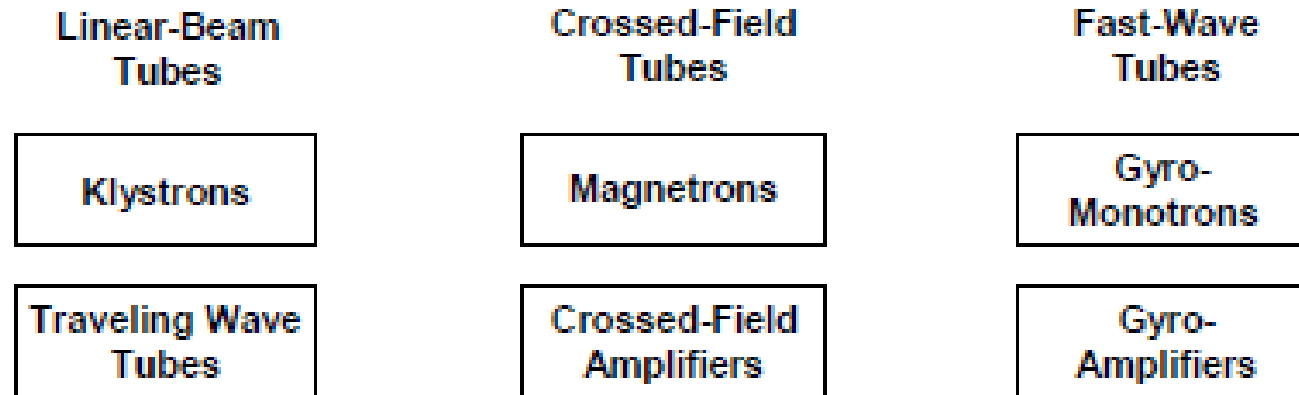 Linear-Beam
Tubes
Crossed-Field
Tubes
Fast-Wave
Tubes
Klystrons
Magnetrons
Gyro-
Monotrons
Traveling Wave
Tubes
Crossed-Field
Amplifiers
Gyro-
Amplifiers